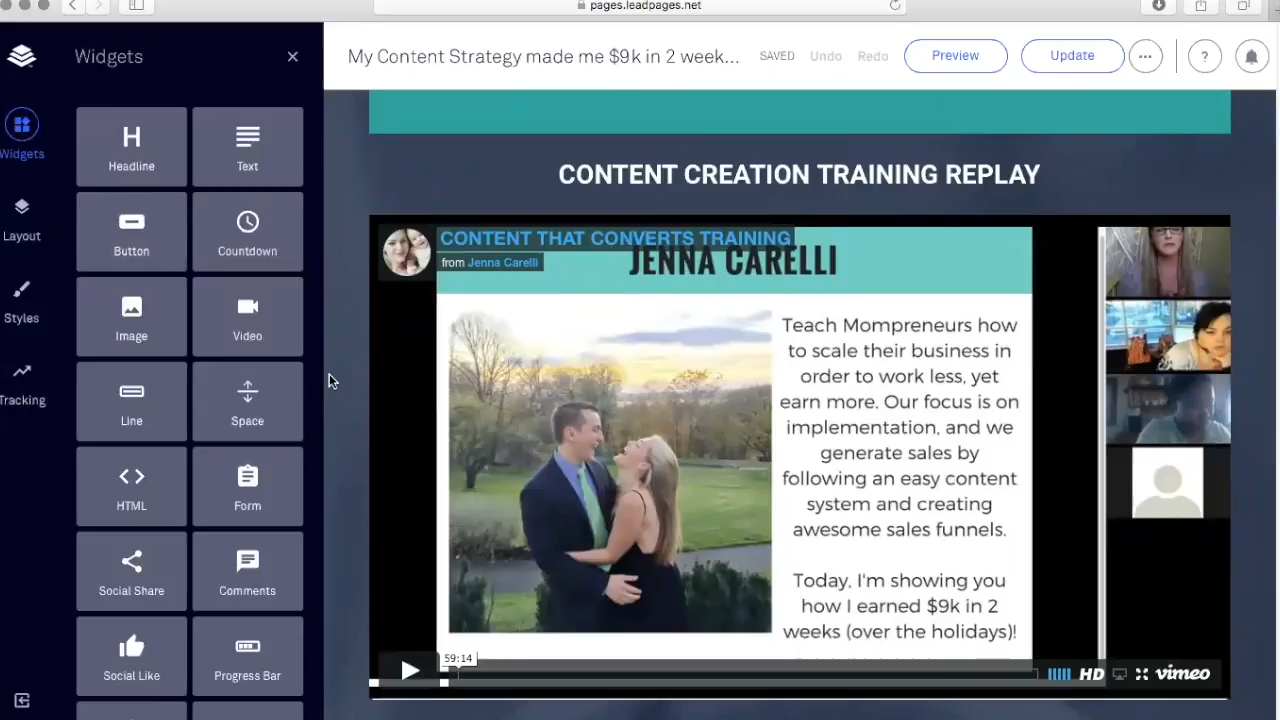 pages.leadpages.net
Widgets
My Content Strategy made me $9k in 2 week...
SAVED
Undo
Redo
Preview
Update
...
?
Widgets
Layout
Styles
Tracking
Headline
Text
Button
Countdown
Image
Video
Line
Space
HTML
Form
Social Share
Comments
Social Like
Progress Bar
CONTENT CREATION TRAINING REPLAY
CONTENT THAT CONVERTS TRAINING
from Jenna Carelli
JENNA CARELLI
Teach Mompreneurs how
to scale their business in
order to work less, yet
earn more. Our focus is on
implementation, and we
generate sales by
following an easy content
system and creating
awesome sales funnels.
Today, I'm showing you
how I earned $9k in 2
weeks (over the holidays)!
59:14
HD
vimeo